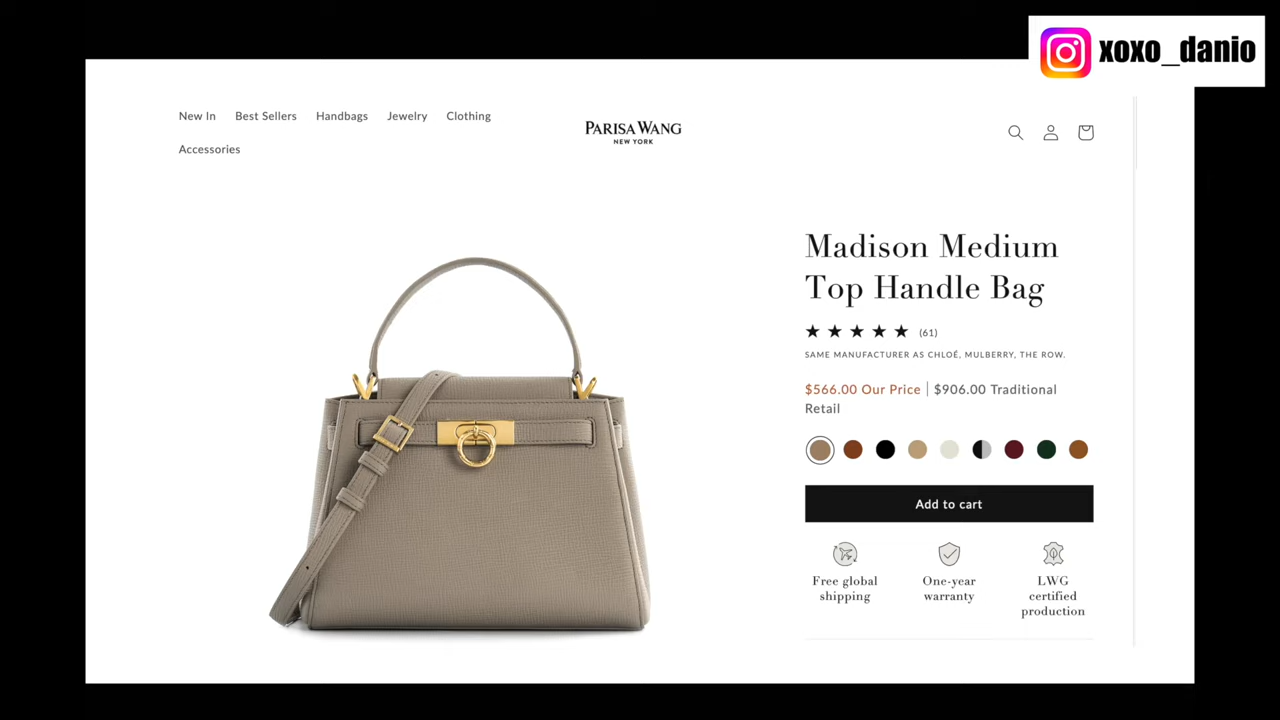 xoxo_danio
New In Best Sellers Handbags Jewelry Clothing
Accessories
PARISA WANG
NEW YORK
Madison Medium
Top Handle Bag
★ ★ ★ ★ ★ (61)
SAME MANUFACTURER AS CHLOÉ, MULBERRY, THE ROW.
$566.00 Our Price | $906.00 Traditional
Retail
Add to cart
Free global
shipping
One-year
warranty
LWG
certified
production